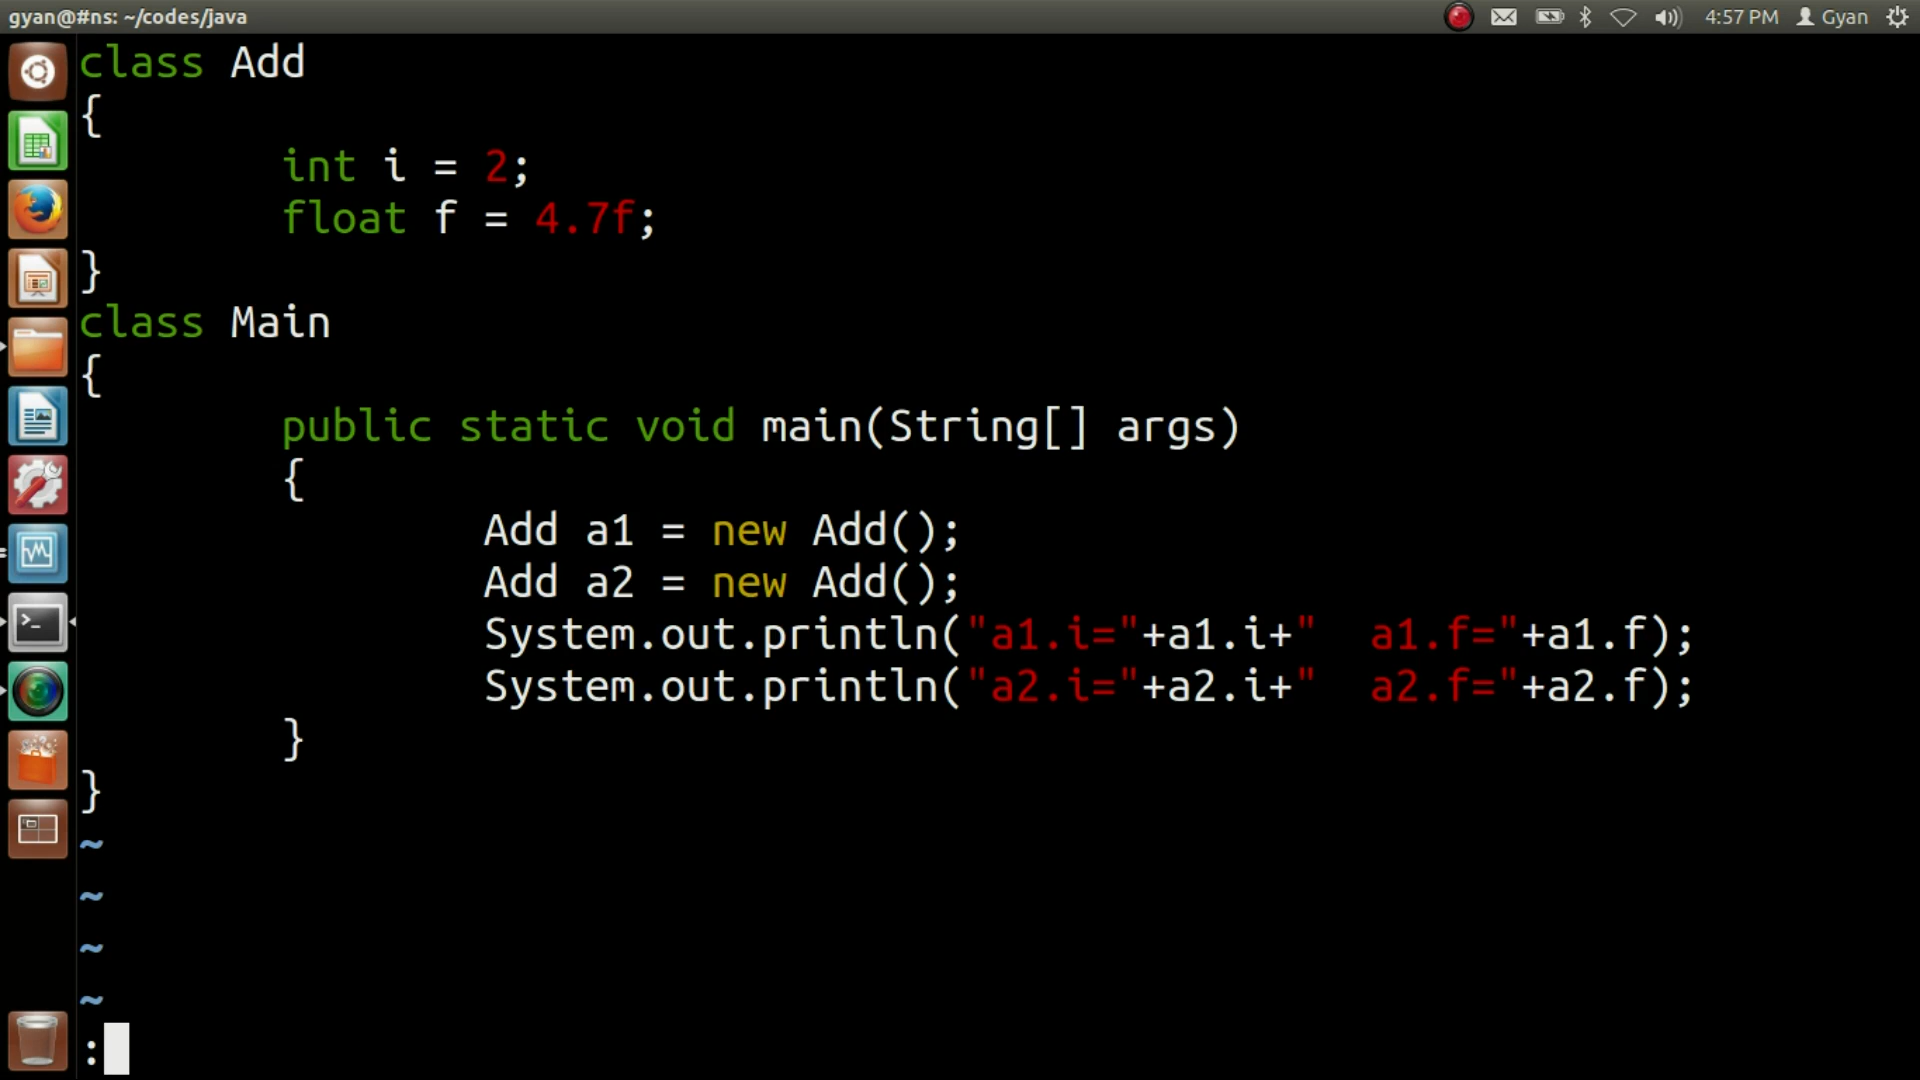 gyan@#ns: ~/codes/java 4:57 PM Gyan
class Add
{
        int i = 2;
        float f = 4.7f;
}
class Main
{
        public static void main(String[] args)
        {
                Add a1 = new Add();
                Add a2 = new Add();
                System.out.println("a1.i="+a1.i+"  a1.f="+a1.f);
                System.out.println("a2.i="+a2.i+"  a2.f="+a2.f);
        }
}
~
~
~
~
: